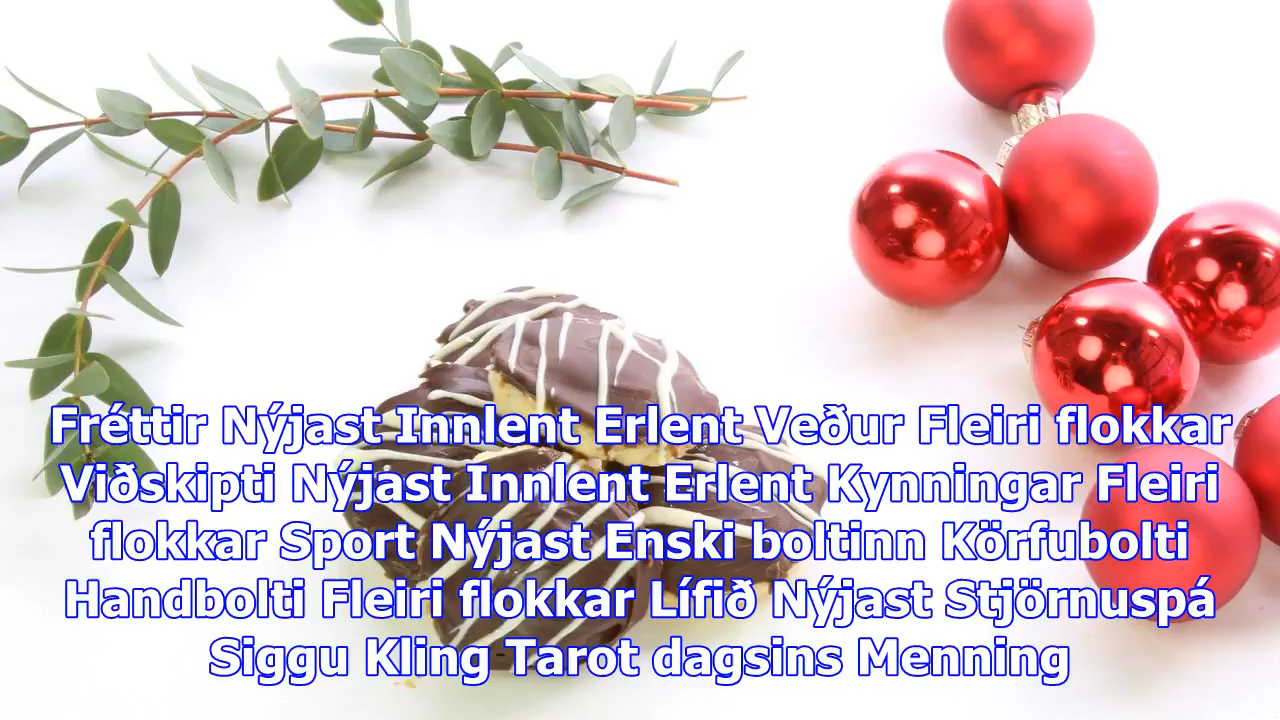 Fréttir Nýjast Innlent Erlent Veður Fleiri flokkar
Viðskipti Nýjast Innlent Erlent Kynningar Fleiri
flokkar Sport Nýjast Enski boltinn Körfubolti
Handbolti Fleiri flokkar Lífið Nýjast Stjörnuspá
Siggu Kling Tarot dagsins Menning